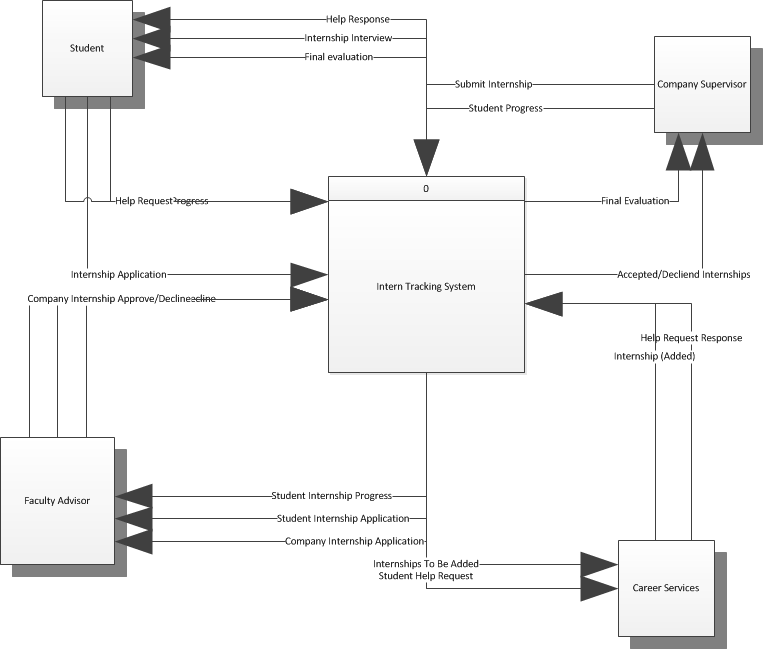 Student
Help Response
Internship Interview
Final evaluation
Submit Internship
Student Progress
Company Supervisor
0
Help Request
rogress
Final Evaluation
Internship Application
Intern Tracking System
Accepted/Decliend Internships
Company Internship Approve/Decline
cline
Help Request Response
Internship (Added)
Faculty Advisor
Student Internship Progress
Student Internship Application
Company Internship Application
Internships To Be Added
Student Help Request
Career Services